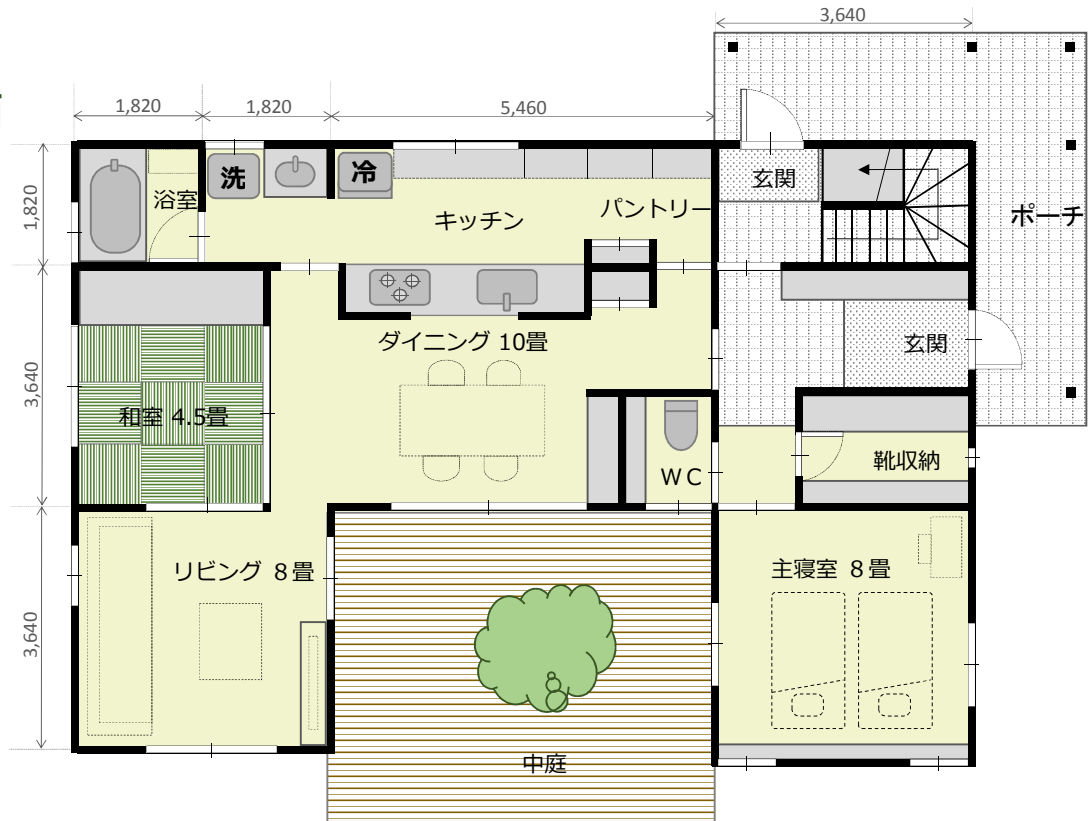 3,640
1,820
1,820
5,460
1,820
3,640
3,640
洗
冷
浴室
キッチン
パントリー
玄関
ポーチ
ダイニング 10畳
玄関
和室 4.5畳
ＷＣ
靴収納
リビング ８畳
主寝室 ８畳
中庭